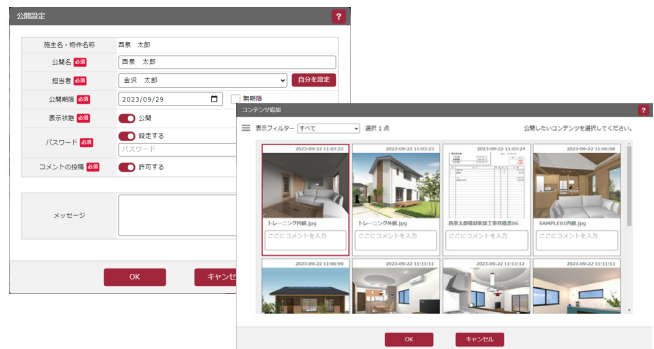 公開設定
?
施主名・物件名称 西泉 太郎
公開名 必須 西泉 太郎
担当者 必須 金沢 太郎 自分を設定
公開期限 必須 2023/09/29 無期限
表示状態 必須 公開
パスワード 必須 設定する
パスワード
コメントの投稿 必須 許可する
メッセージ
OK キャンセ
コンテンツ追加
?
表示フィルター すべて 選択 1 点 公開したいコンテンツを選択してください。
2023-09-22 11:03:22
トレーニング内観.jpg
ここにコメントを入力
2023-09-22 11:03:23
トレーニング外観.jpg
ここにコメントを入力
2023-09-22 11:03:24
ここにコメントを入力
2023-09-22 11:06:08
SAMPLE01内観.jpg
ここにコメントを入力
2023-09-22 11:06:09
2023-09-22 11:11:11
2023-09-22 11:11:12
2023-09-22 11:11:13
OK キャンセル